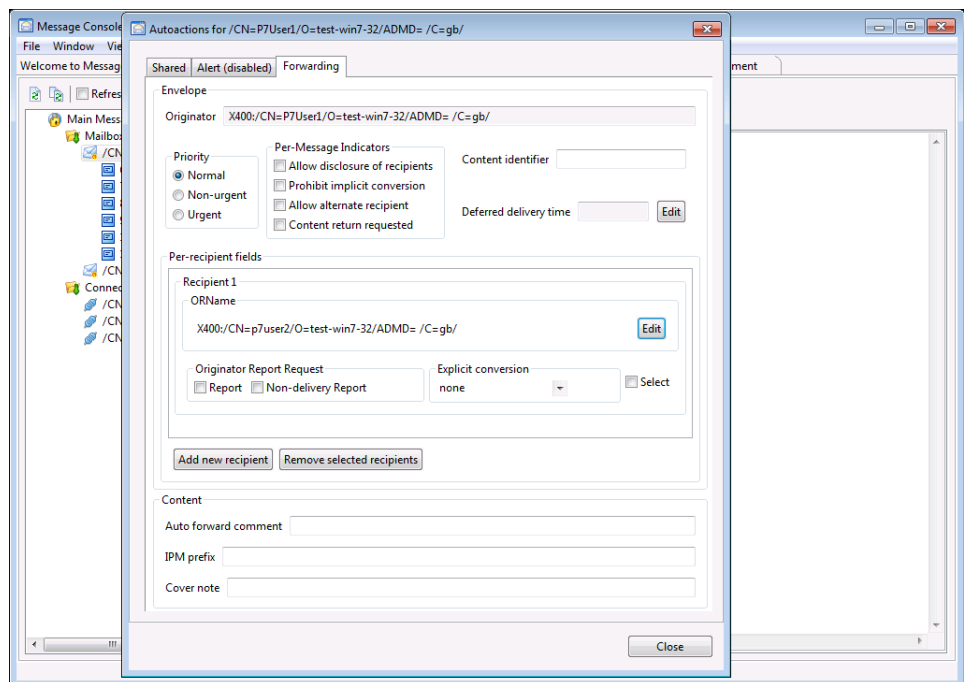 Message Console
Autoactions for /CN=P7User1/O=test-win7-32/ADMD= /C=gb/
File Window Vie
Welcome to Messag
ment
Shared Alert (disabled) Forwarding
Refres
Envelope
Originator X400:/CN=P7User1/O=test-win7-32/ADMD= /C=gb/
Main Mess
Mailbo
/CN
Priority
Normal
Non-urgent
Urgent
Per-Message Indicators
Allow disclosure of recipients
Prohibit implicit conversion
Allow alternate recipient
Content return requested
Content identifier
Deferred delivery time Edit
/CN
Connec
/CN
/CN
/CN
Per-recipient fields
Recipient 1
ORName
X400:/CN=p7user2/O=test-win7-32/ADMD= /C=gb/ Edit
Originator Report Request
Report Non-delivery Report
Explicit conversion
none
Select
Add new recipient Remove selected recipients
Content
Auto forward comment
IPM prefix
Cover note
Close